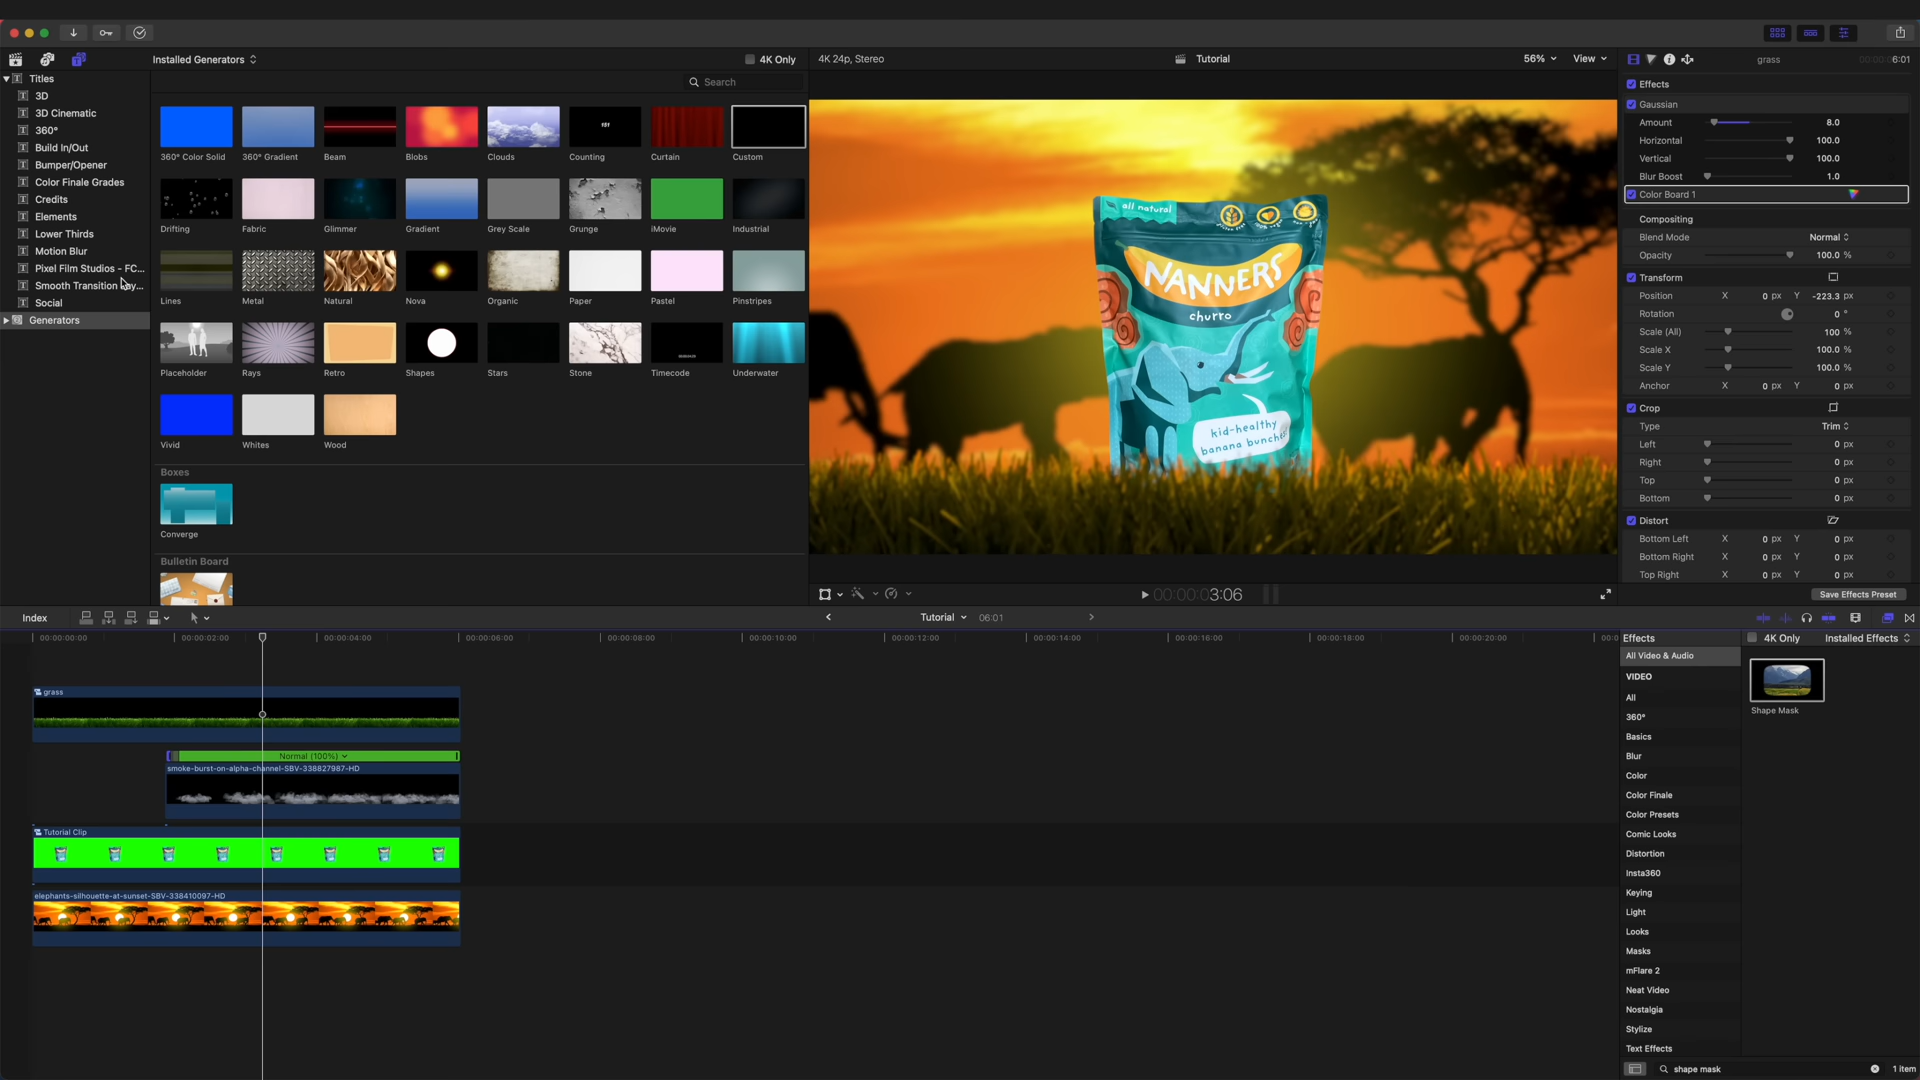 Installed Generators
4K Only
4K 24p, Stereo
Tutorial
56%
View
grass
6:01
Search
Titles
3D
3D Cinematic
360°
Build In/Out
Bumper/Opener
Color Finale Grades
Credits
Elements
Lower Thirds
Motion Blur
Pixel Film Studios - FC...
Smooth Transition
Social
Generators
360° Color Solid
360° Gradient
Beam
Blobs
Clouds
Counting
Curtain
Custom
Drifting
Fabric
Glimmer
Gradient
Grey Scale
Grunge
iMovie
Industrial
Lines
Metal
Natural
Nova
Organic
Paper
Pastel
Pinstripes
Placeholder
Rays
Retro
Shapes
Stars
Stone
Timecode
Underwater
Vivid
Whites
Wood
Boxes
Converge
Bulletin Board
all natural
NANNERS
churro
kid-healthy
banana bunches
00:00:00:03:06
Effects
Gaussian
Amount 8.0
Horizontal 100.0
Vertical 100.0
Blur Boost 1.0
Color Board 1
Compositing
Blend Mode Normal
Opacity 100.0 %
Transform
Position X 0 px Y -223.3 px
Rotation 0 °
Scale (All) 100 %
Scale X 100.0 %
Scale Y 100.0 %
Anchor X 0 px Y 0 px
Crop
Type Trim
Left 0 px
Right 0 px
Top 0 px
Bottom 0 px
Distort
Bottom Left X 0 px Y 0 px
Bottom Right X 0 px Y 0 px
Top Right X 0 px Y 0 px
Save Effects Preset
Index
Tutorial
06:01
00:00:00:00
00:00:02:00
00:00:04:00
00:00:06:00
00:00:08:00
00:00:10:00
00:00:12:00
00:00:14:00
00:00:16:00
00:00:18:00
00:00:20:00
grass
Normal (100%)
smoke-burst-on-alpha-channel-SBV-338827987-HD
Tutorial Clip
elephants-silhouette-at-sunset-SBV-338410097-HD
Effects
4K Only
Installed Effects
All Video & Audio
VIDEO
All
360°
Basics
Blur
Color
Color Finale
Color Presets
Comic Looks
Distortion
Insta360
Keying
Light
Looks
Masks
mFlare 2
Neat Video
Nostalgia
Stylize
Text Effects
Shape Mask
shape mask
1 item